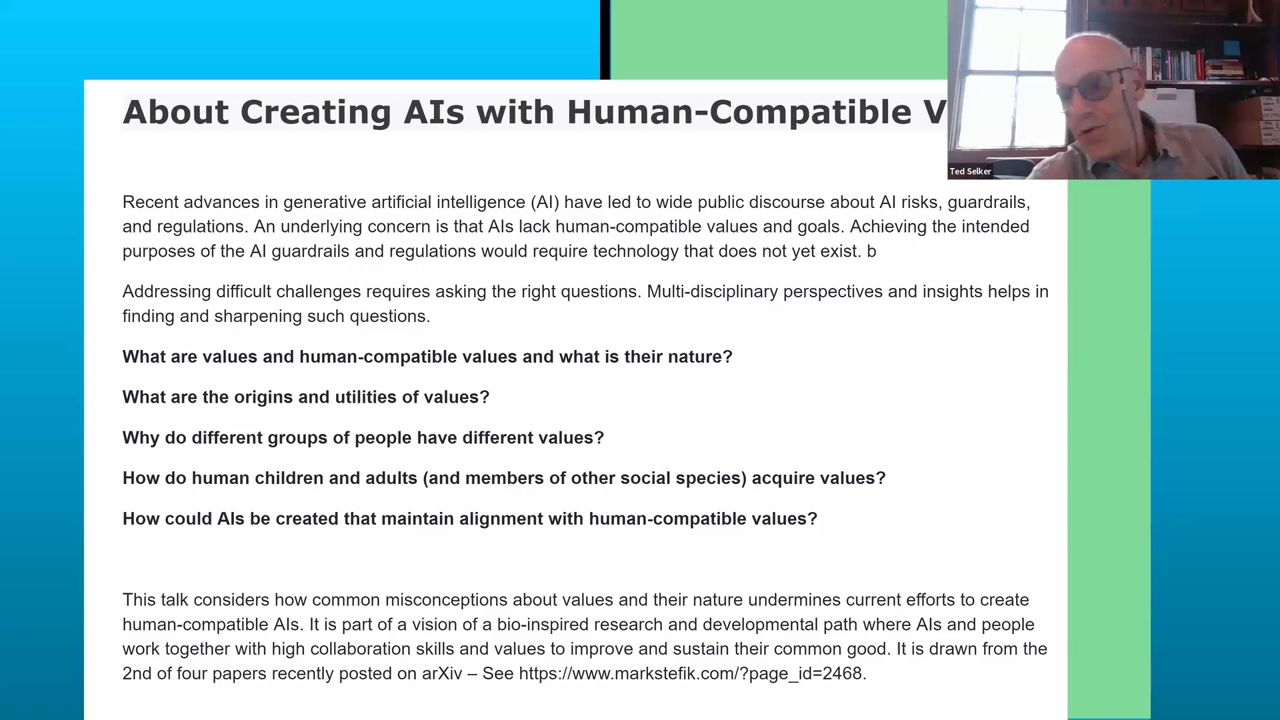 About Creating AIs with Human-Compatible V
Ted Selker
Recent advances in generative artificial intelligence (AI) have led to wide public discourse about AI risks, guardrails,
and regulations. An underlying concern is that AIs lack human-compatible values and goals. Achieving the intended
purposes of the AI guardrails and regulations would require technology that does not yet exist. b
Addressing difficult challenges requires asking the right questions. Multi-disciplinary perspectives and insights helps in
finding and sharpening such questions.
What are values and human-compatible values and what is their nature?
What are the origins and utilities of values?
Why do different groups of people have different values?
How do human children and adults (and members of other social species) acquire values?
How could AIs be created that maintain alignment with human-compatible values?
This talk considers how common misconceptions about values and their nature undermines current efforts to create
human-compatible AIs. It is part of a vision of a bio-inspired research and developmental path where AIs and people
work together with high collaboration skills and values to improve and sustain their common good. It is drawn from the
2nd of four papers recently posted on arXiv – See https://www.markstefik.com/?page_id=2468.